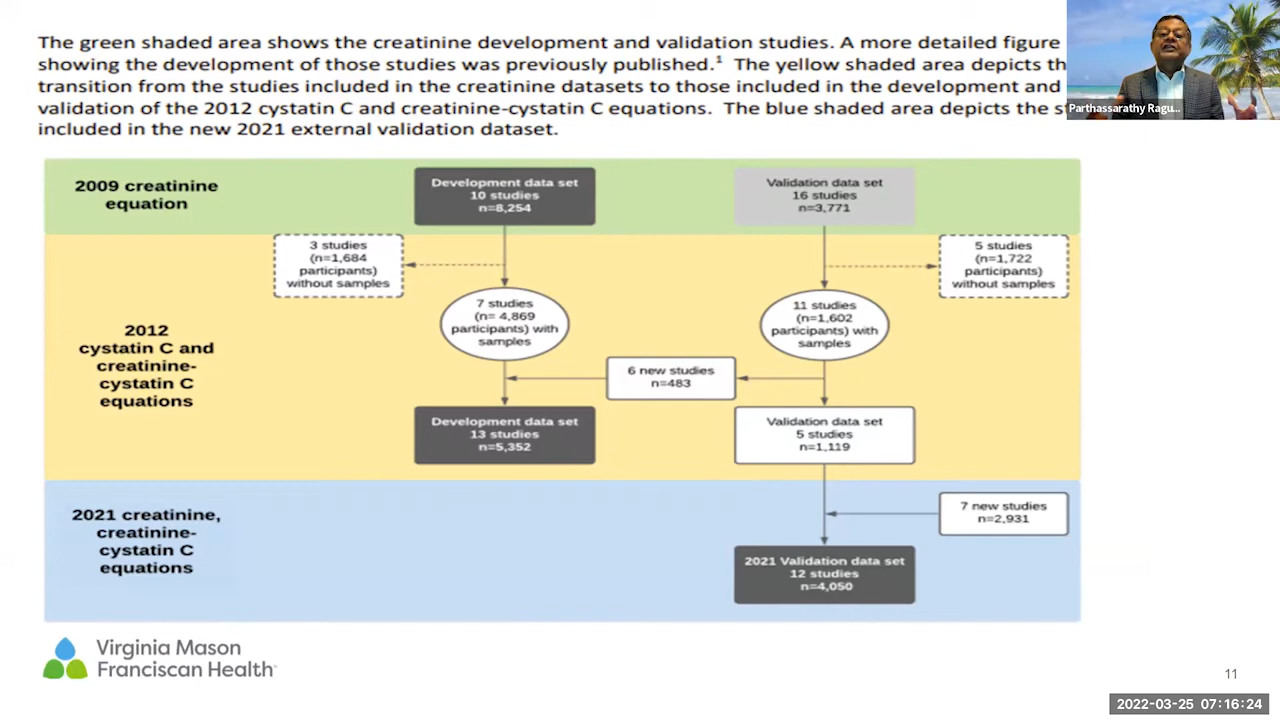 The green shaded area shows the creatinine development and validation studies. A more detailed figure
showing the development of those studies was previously published.¹ The yellow shaded area depicts th
transition from the studies included in the creatinine datasets to those included in the development and
validation of the 2012 cystatin C and creatinine-cystatin C equations. The blue shaded area depicts the st
included in the new 2021 external validation dataset.
Parthassarathy Ragu...
2009 creatinine
equation
Development data set
10 studies
n=8,254
Validation data set
16 studies
n=3,771
3 studies
(n=1,684
participants)
without samples
5 studies
(n=1,722
participants)
without samples
2012
cystatin C and
creatinine-
cystatin C
equations
7 studies
(n= 4,869
participants) with
samples
11 studies
(n=1,602
participants) with
samples
6 new studies
n=483
Development data set
13 studies
n=5,352
Validation data set
5 studies
n=1,119
2021 creatinine,
creatinine-
cystatin C
equations
7 new studies
n=2,931
2021 Validation data set
12 studies
n=4,050
Virginia Mason
Franciscan Health
11
2022-03-25 07:16:24